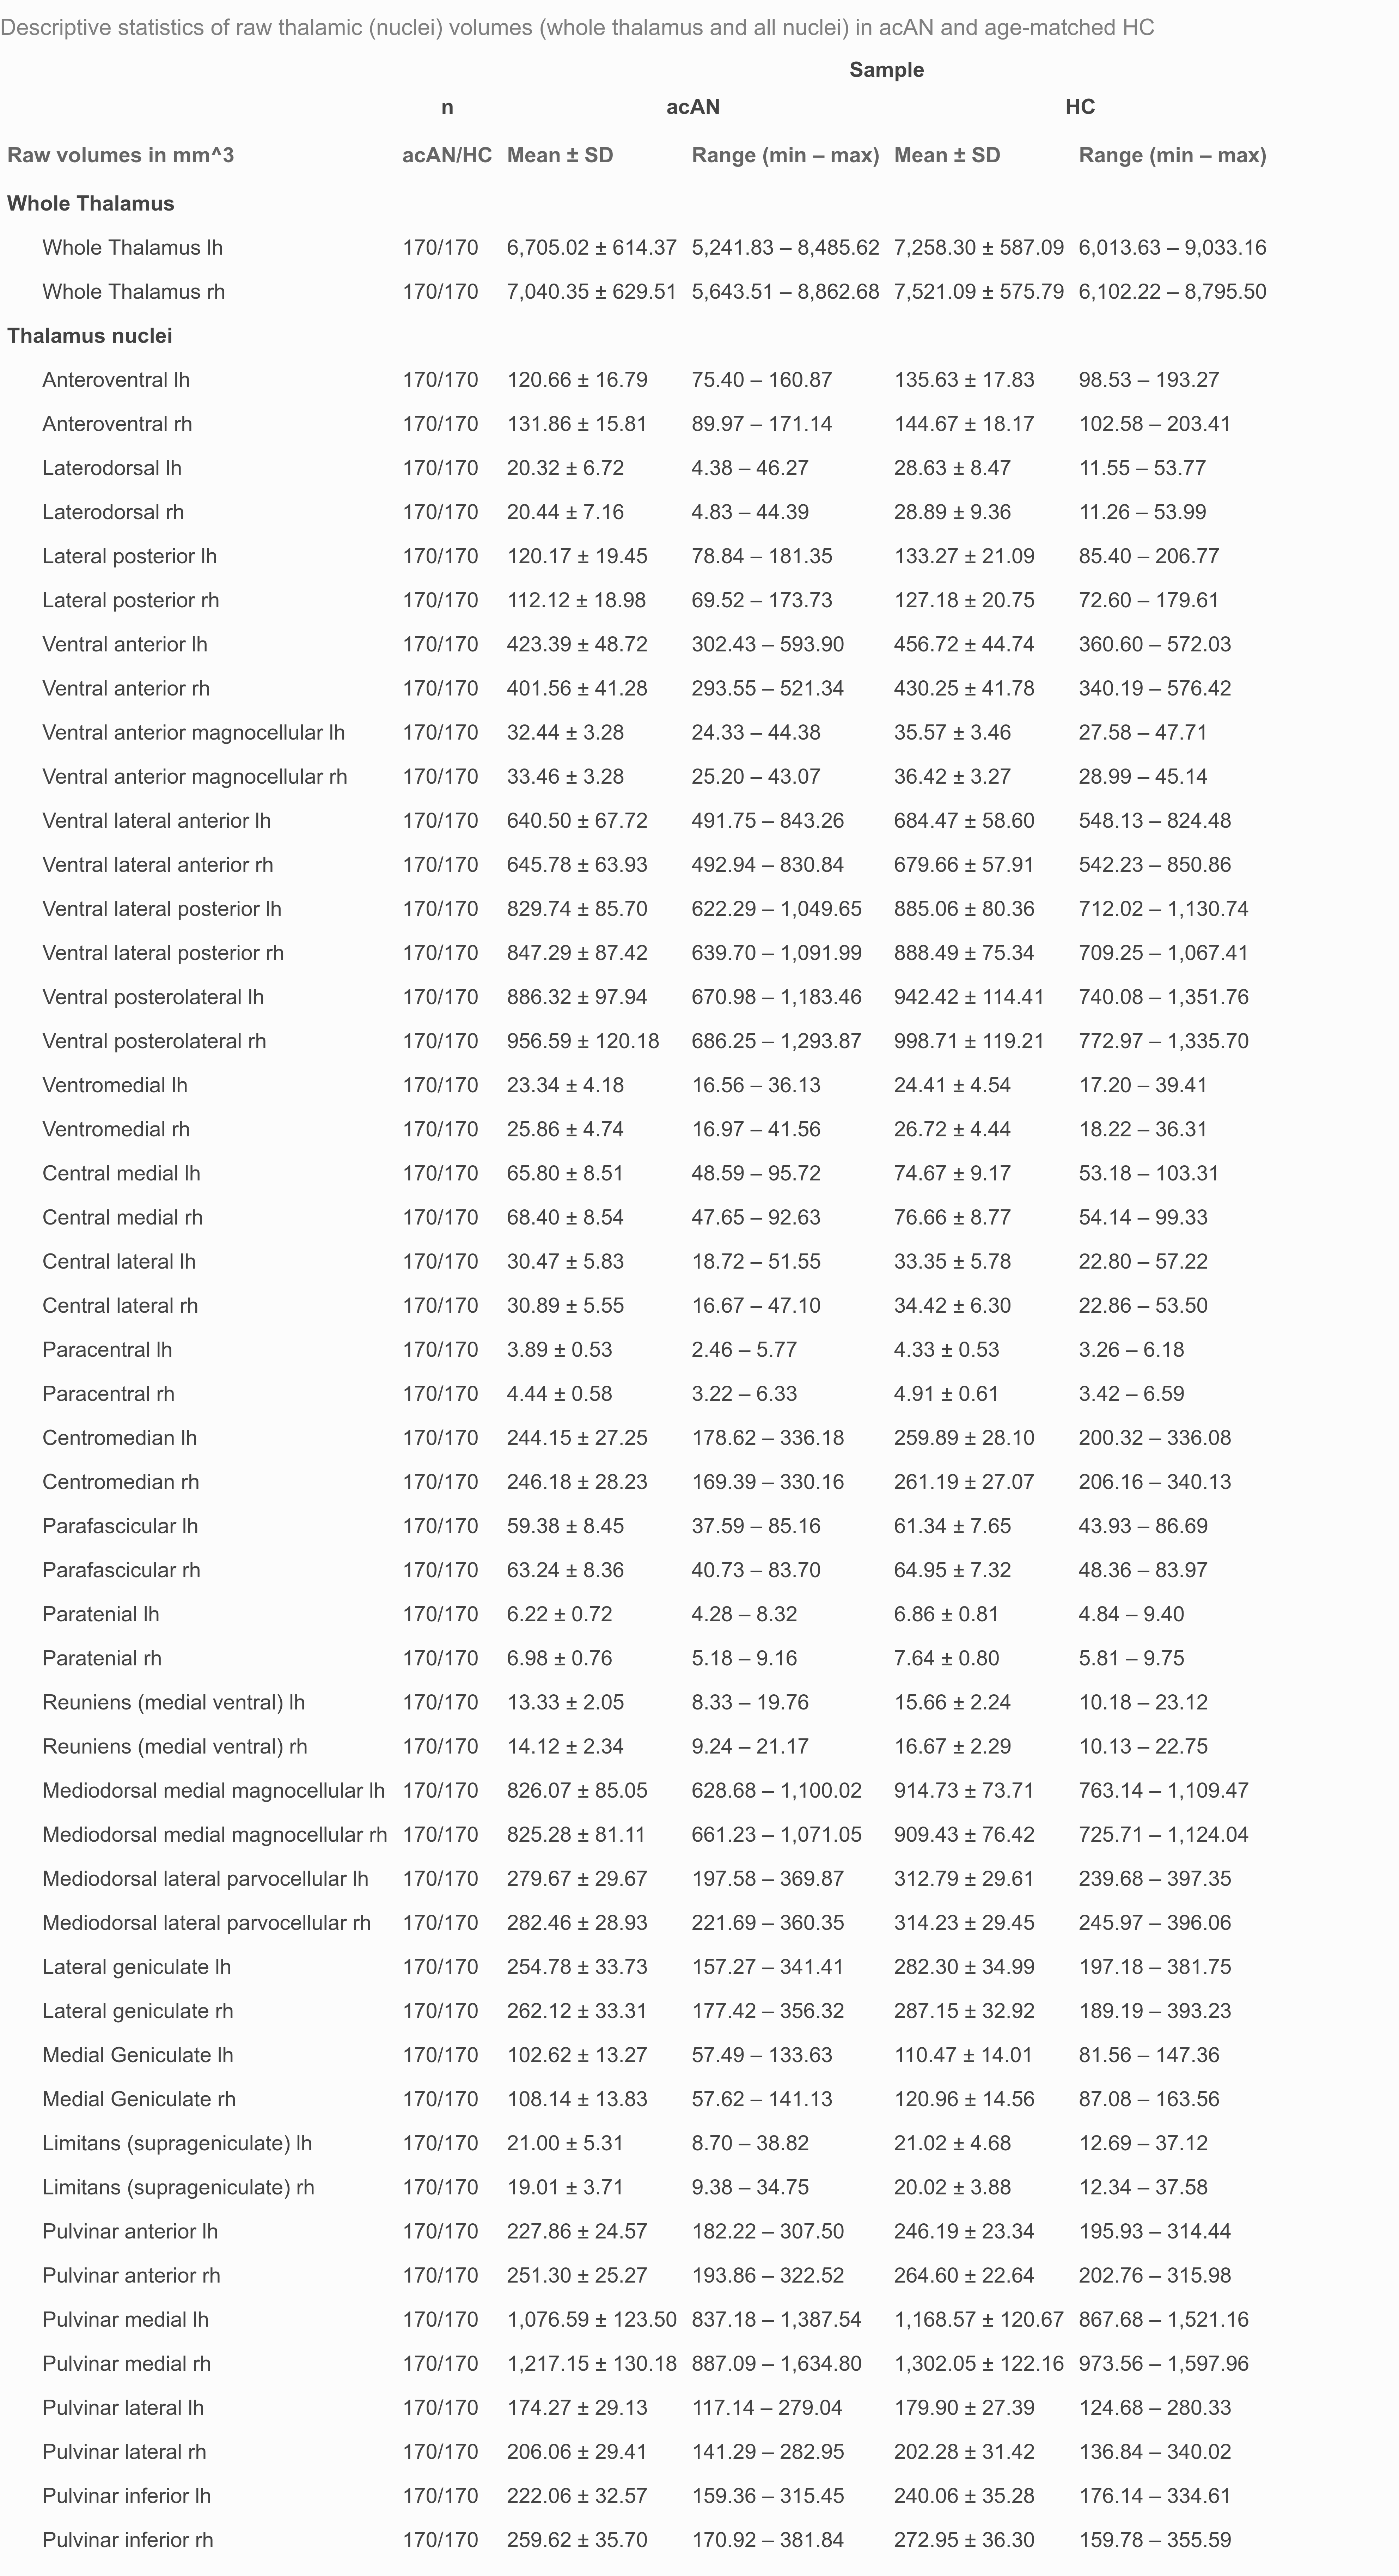 Descriptive statistics of raw thalamic (nuclei) volumes (whole thalamus and all nuclei) in acAN and age-matched HC
Sample
n acAN HC
Raw volumes in mm^3 acAN/HC Mean ± SD Range (min – max) Mean ± SD Range (min – max)
Whole Thalamus
Whole Thalamus lh 170/170 6,705.02 ± 614.37 5,241.83 – 8,485.62 7,258.30 ± 587.09 6,013.63 – 9,033.16
Whole Thalamus rh 170/170 7,040.35 ± 629.51 5,643.51 – 8,862.68 7,521.09 ± 575.79 6,102.22 – 8,795.50
Thalamus nuclei
Anteroventral lh 170/170 120.66 ± 16.79 75.40 – 160.87 135.63 ± 17.83 98.53 – 193.27
Anteroventral rh 170/170 131.86 ± 15.81 89.97 – 171.14 144.67 ± 18.17 102.58 – 203.41
Laterodorsal lh 170/170 20.32 ± 6.72 4.38 – 46.27 28.63 ± 8.47 11.55 – 53.77
Laterodorsal rh 170/170 20.44 ± 7.16 4.83 – 44.39 28.89 ± 9.36 11.26 – 53.99
Lateral posterior lh 170/170 120.17 ± 19.45 78.84 – 181.35 133.27 ± 21.09 85.40 – 206.77
Lateral posterior rh 170/170 112.12 ± 18.98 69.52 – 173.73 127.18 ± 20.75 72.60 – 179.61
Ventral anterior lh 170/170 423.39 ± 48.72 302.43 – 593.90 456.72 ± 44.74 360.60 – 572.03
Ventral anterior rh 170/170 401.56 ± 41.28 293.55 – 521.34 430.25 ± 41.78 340.19 – 576.42
Ventral anterior magnocellular lh 170/170 32.44 ± 3.28 24.33 – 44.38 35.57 ± 3.46 27.58 – 47.71
Ventral anterior magnocellular rh 170/170 33.46 ± 3.28 25.20 – 43.07 36.42 ± 3.27 28.99 – 45.14
Ventral lateral anterior lh 170/170 640.50 ± 67.72 491.75 – 843.26 684.47 ± 58.60 548.13 – 824.48
Ventral lateral anterior rh 170/170 645.78 ± 63.93 492.94 – 830.84 679.66 ± 57.91 542.23 – 850.86
Ventral lateral posterior lh 170/170 829.74 ± 85.70 622.29 – 1,049.65 885.06 ± 80.36 712.02 – 1,130.74
Ventral lateral posterior rh 170/170 847.29 ± 87.42 639.70 – 1,091.99 888.49 ± 75.34 709.25 – 1,067.41
Ventral posterolateral lh 170/170 886.32 ± 97.94 670.98 – 1,183.46 942.42 ± 114.41 740.08 – 1,351.76
Ventral posterolateral rh 170/170 956.59 ± 120.18 686.25 – 1,293.87 998.71 ± 119.21 772.97 – 1,335.70
Ventromedial lh 170/170 23.34 ± 4.18 16.56 – 36.13 24.41 ± 4.54 17.20 – 39.41
Ventromedial rh 170/170 25.86 ± 4.74 16.97 – 41.56 26.72 ± 4.44 18.22 – 36.31
Central medial lh 170/170 65.80 ± 8.51 48.59 – 95.72 74.67 ± 9.17 53.18 – 103.31
Central medial rh 170/170 68.40 ± 8.54 47.65 – 92.63 76.66 ± 8.77 54.14 – 99.33
Central lateral lh 170/170 30.47 ± 5.83 18.72 – 51.55 33.35 ± 5.78 22.80 – 57.22
Central lateral rh 170/170 30.89 ± 5.55 16.67 – 47.10 34.42 ± 6.30 22.86 – 53.50
Paracentral lh 170/170 3.89 ± 0.53 2.46 – 5.77 4.33 ± 0.53 3.26 – 6.18
Paracentral rh 170/170 4.44 ± 0.58 3.22 – 6.33 4.91 ± 0.61 3.42 – 6.59
Centromedian lh 170/170 244.15 ± 27.25 178.62 – 336.18 259.89 ± 28.10 200.32 – 336.08
Centromedian rh 170/170 246.18 ± 28.23 169.39 – 330.16 261.19 ± 27.07 206.16 – 340.13
Parafascicular lh 170/170 59.38 ± 8.45 37.59 – 85.16 61.34 ± 7.65 43.93 – 86.69
Parafascicular rh 170/170 63.24 ± 8.36 40.73 – 83.70 64.95 ± 7.32 48.36 – 83.97
Paratenial lh 170/170 6.22 ± 0.72 4.28 – 8.32 6.86 ± 0.81 4.84 – 9.40
Paratenial rh 170/170 6.98 ± 0.76 5.18 – 9.16 7.64 ± 0.80 5.81 – 9.75
Reuniens (medial ventral) lh 170/170 13.33 ± 2.05 8.33 – 19.76 15.66 ± 2.24 10.18 – 23.12
Reuniens (medial ventral) rh 170/170 14.12 ± 2.34 9.24 – 21.17 16.67 ± 2.29 10.13 – 22.75
Mediodorsal medial magnocellular lh 170/170 826.07 ± 85.05 628.68 – 1,100.02 914.73 ± 73.71 763.14 – 1,109.47
Mediodorsal medial magnocellular rh 170/170 825.28 ± 81.11 661.23 – 1,071.05 909.43 ± 76.42 725.71 – 1,124.04
Mediodorsal lateral parvocellular lh 170/170 279.67 ± 29.67 197.58 – 369.87 312.79 ± 29.61 239.68 – 397.35
Mediodorsal lateral parvocellular rh 170/170 282.46 ± 28.93 221.69 – 360.35 314.23 ± 29.45 245.97 – 396.06
Lateral geniculate lh 170/170 254.78 ± 33.73 157.27 – 341.41 282.30 ± 34.99 197.18 – 381.75
Lateral geniculate rh 170/170 262.12 ± 33.31 177.42 – 356.32 287.15 ± 32.92 189.19 – 393.23
Medial Geniculate lh 170/170 102.62 ± 13.27 57.49 – 133.63 110.47 ± 14.01 81.56 – 147.36
Medial Geniculate rh 170/170 108.14 ± 13.83 57.62 – 141.13 120.96 ± 14.56 87.08 – 163.56
Limitans (suprageniculate) lh 170/170 21.00 ± 5.31 8.70 – 38.82 21.02 ± 4.68 12.69 – 37.12
Limitans (suprageniculate) rh 170/170 19.01 ± 3.71 9.38 – 34.75 20.02 ± 3.88 12.34 – 37.58
Pulvinar anterior lh 170/170 227.86 ± 24.57 182.22 – 307.50 246.19 ± 23.34 195.93 – 314.44
Pulvinar anterior rh 170/170 251.30 ± 25.27 193.86 – 322.52 264.60 ± 22.64 202.76 – 315.98
Pulvinar medial lh 170/170 1,076.59 ± 123.50 837.18 – 1,387.54 1,168.57 ± 120.67 867.68 – 1,521.16
Pulvinar medial rh 170/170 1,217.15 ± 130.18 887.09 – 1,634.80 1,302.05 ± 122.16 973.56 – 1,597.96
Pulvinar lateral lh 170/170 174.27 ± 29.13 117.14 – 279.04 179.90 ± 27.39 124.68 – 280.33
Pulvinar lateral rh 170/170 206.06 ± 29.41 141.29 – 282.95 202.28 ± 31.42 136.84 – 340.02
Pulvinar inferior lh 170/170 222.06 ± 32.57 159.36 – 315.45 240.06 ± 35.28 176.14 – 334.61
Pulvinar inferior rh 170/170 259.62 ± 35.70 170.92 – 381.84 272.95 ± 36.30 159.78 – 355.59